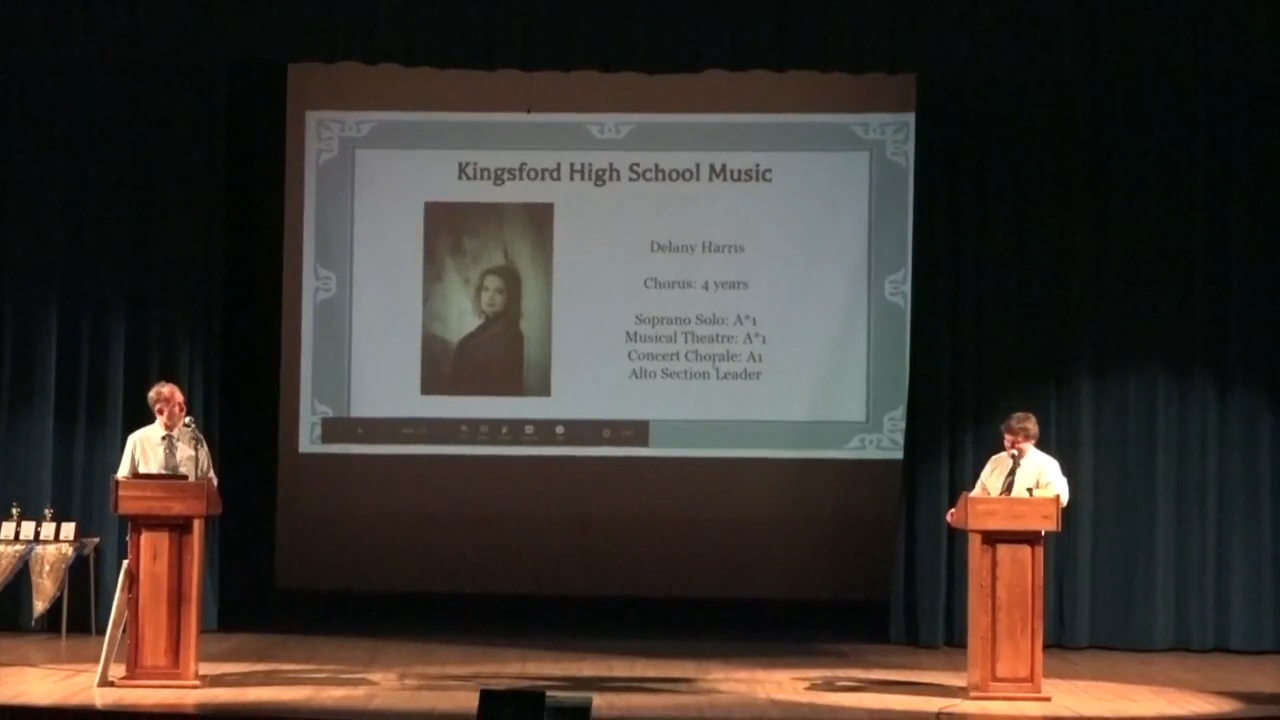 Kingsford High School Music
Delany Harris
Chorus: 4 years
Soprano Solo: A*1
Musical Theatre: A*1
Concert Chorale: A1
Alto Section Leader